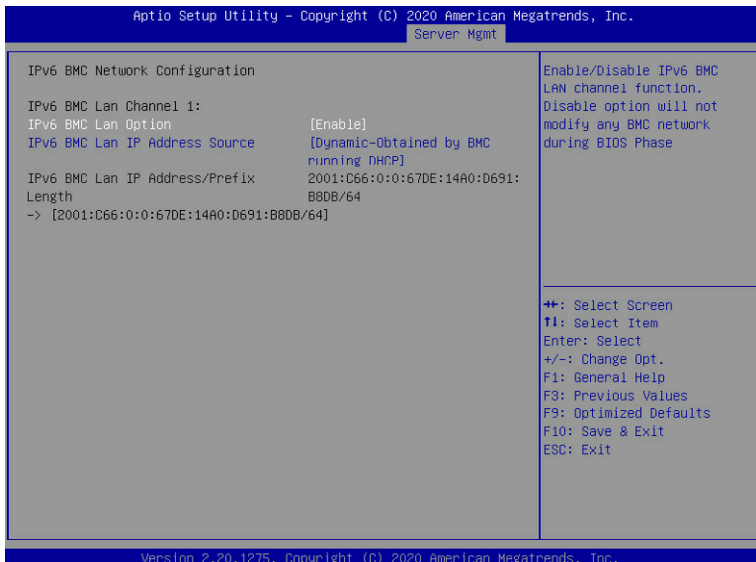 Aptio Setup Utility – Copyright (C) 2020 American Megatrends, Inc.
Server Mgmt
IPv6 BMC Network Configuration
IPv6 BMC Lan Channel 1:
IPv6 BMC Lan Option [Enable]
IPv6 BMC Lan IP Address Source [Dynamic-Obtained by BMC
running DHCP]
IPv6 BMC Lan IP Address/Prefix 2001:C66:0:0:67DE:14A0:D691:
Length B8DB/64
-> [2001:C66:0:0:67DE:14A0:D691:B8DB/64]
Enable/Disable IPv6 BMC
LAN channel function.
Disable option will not
modify any BMC network
during BIOS Phase
→←: Select Screen
↑↓: Select Item
Enter: Select
+/-: Change Opt.
F1: General Help
F3: Previous Values
F9: Optimized Defaults
F10: Save & Exit
ESC: Exit
Version 2.20.1275. Copyright (C) 2020 American Megatrends, Inc.